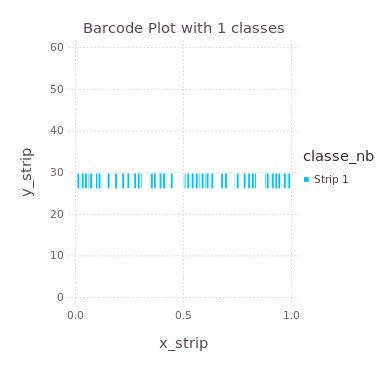 Barcode Plot with 1 classes
60
50
40
30
20
10
0
y_strip
0.0
0.5
1.0
x_strip
classe_nb
Strip 1